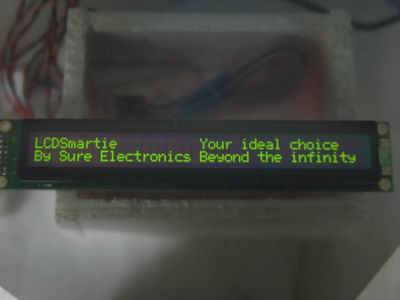 LCDSmartie Your ideal choice
By Sure Electronics Beyond the infinity